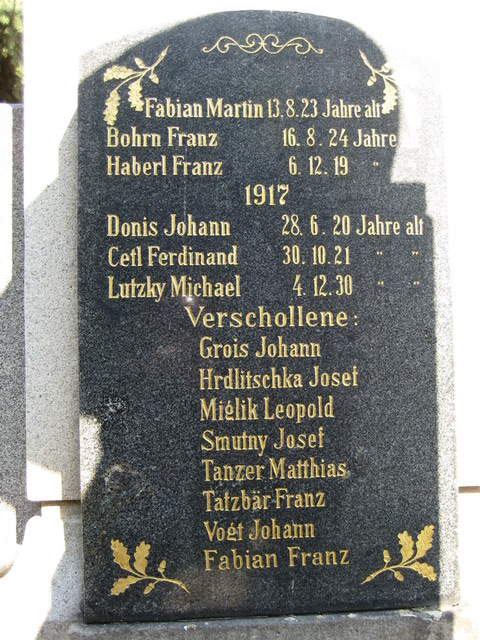 Fabian Martin 13.8.23 Jahre alt
Bohrn Franz 16.8.24 Jahre
Haberl Franz 6.12.19 "
1917
Donis Johann 28.6.20 Jahre alt
Cetl Ferdinand 30.10.21 " "
Lutzky Michael 4.12.30 " "
Verschollene:
Grois Johann
Hrdlitschka Josef
Miglik Leopold
Smutny Josef
Tanzer Matthias
Tatzbär Franz
Vogt Johann
Fabian Franz